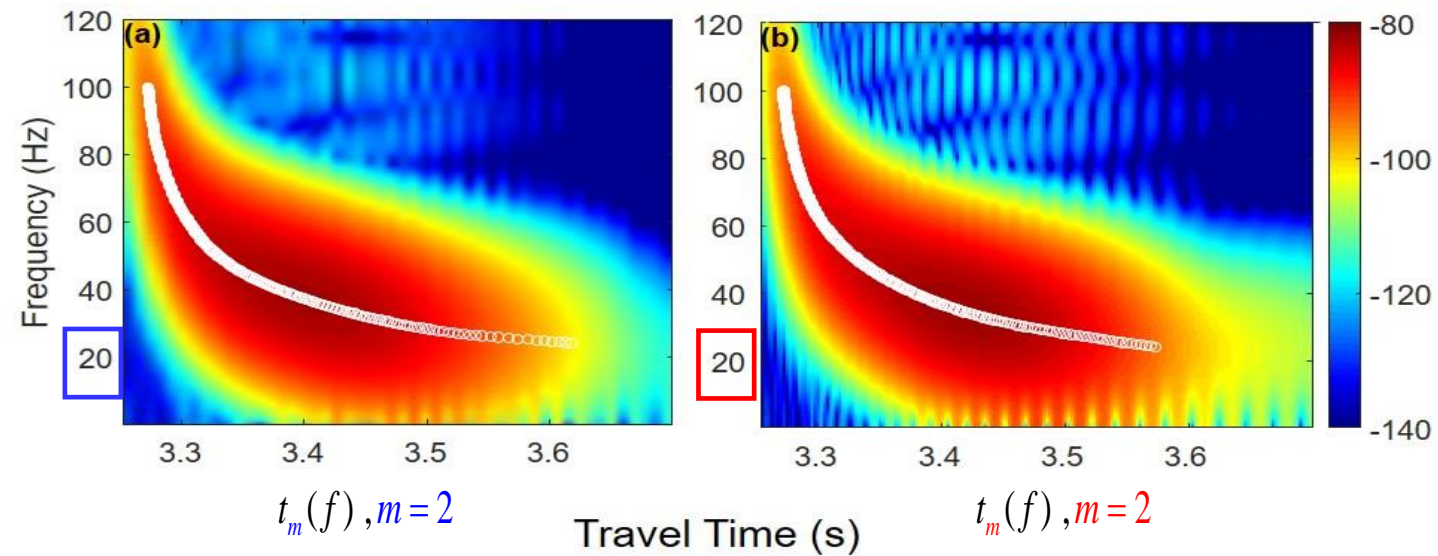 (a)
120
100
80
60
40
20
Frequency (Hz)
3.3 3.4 3.5 3.6
t_m(f) , m = 2
(b)
120
100
80
60
40
20
3.3 3.4 3.5 3.6
t_m(f) , m = 2
-80
-100
-120
-140
Travel Time (s)